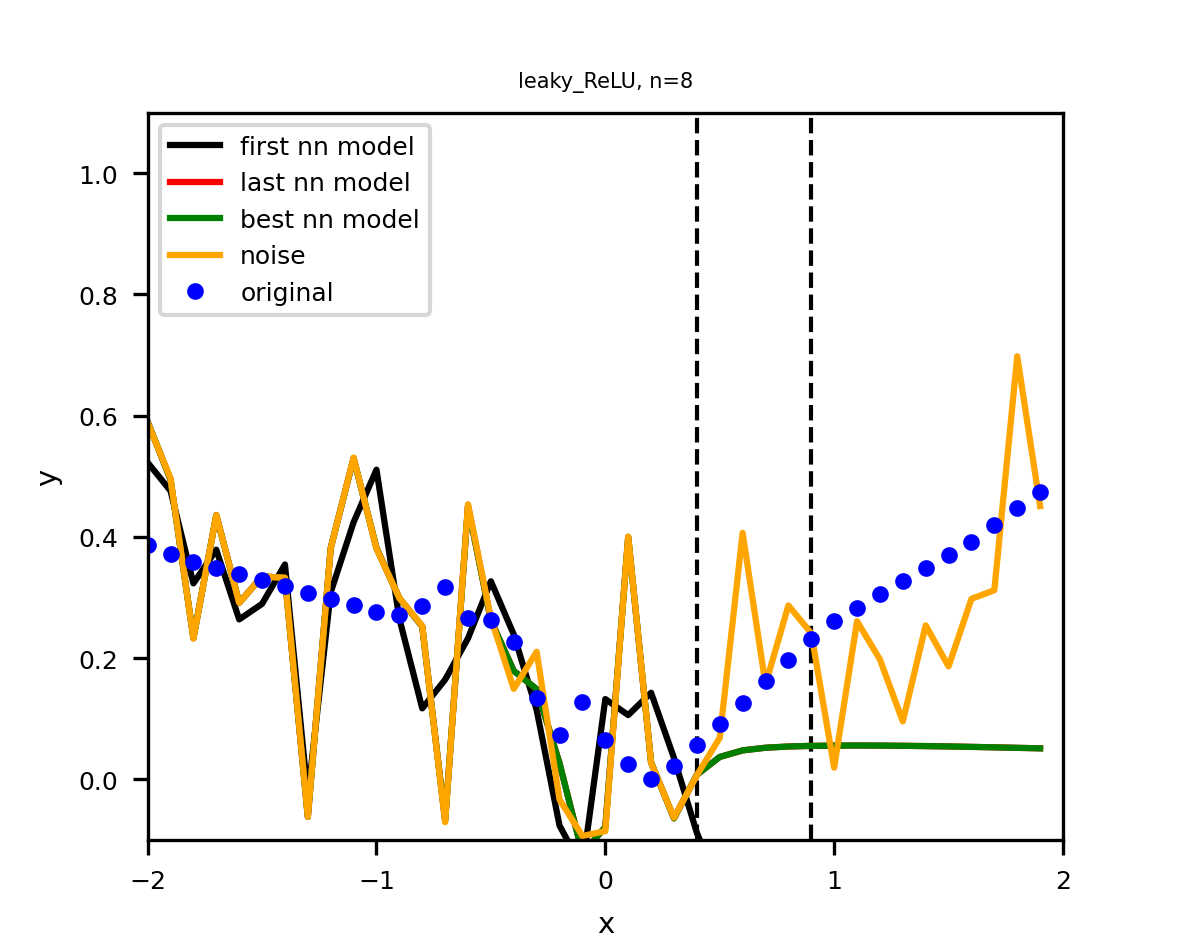 leaky_ReLU, n=8
first nn model
last nn model
best nn model
noise
original
1.0
0.8
0.6
0.4
0.2
0.0
y
−2
−1
0
1
2
x